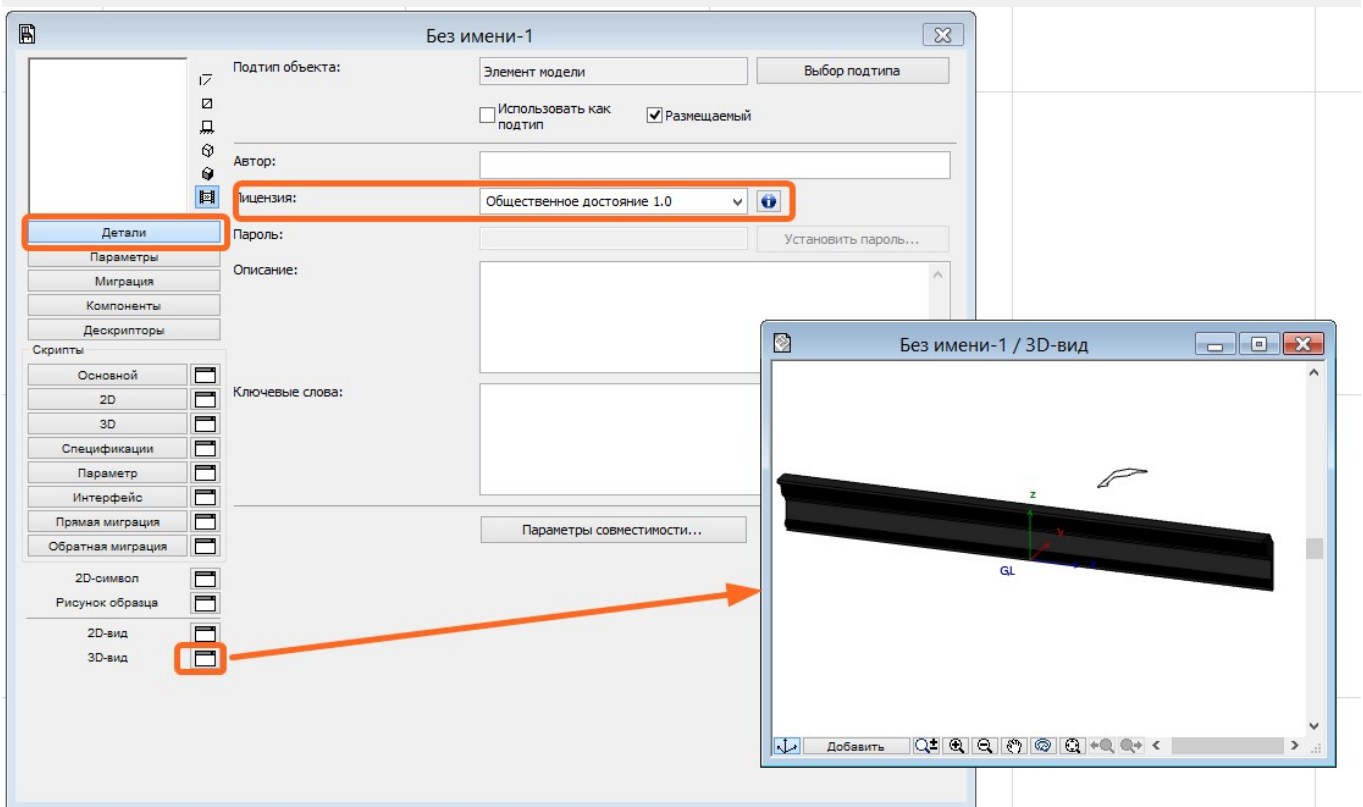 Без имени-1
Подтип объекта:
Элемент модели
Выбор подтипа
Использовать как
подтип
Размещаемый
Автор:
Лицензия:
Общественное достояние 1.0
Детали
Пароль:
Установить пароль...
Параметры
Описание:
Миграция
Компоненты
Дескрипторы
Скрипты
Основной
Ключевые слова:
2D
3D
Спецификации
Параметр
Интерфейс
Прямая миграция
Параметры совместимости...
Обратная миграция
2D-символ
Рисунок образца
2D-вид
3D-вид
Без имени-1 / 3D-вид
z
Y
GL
Добавить